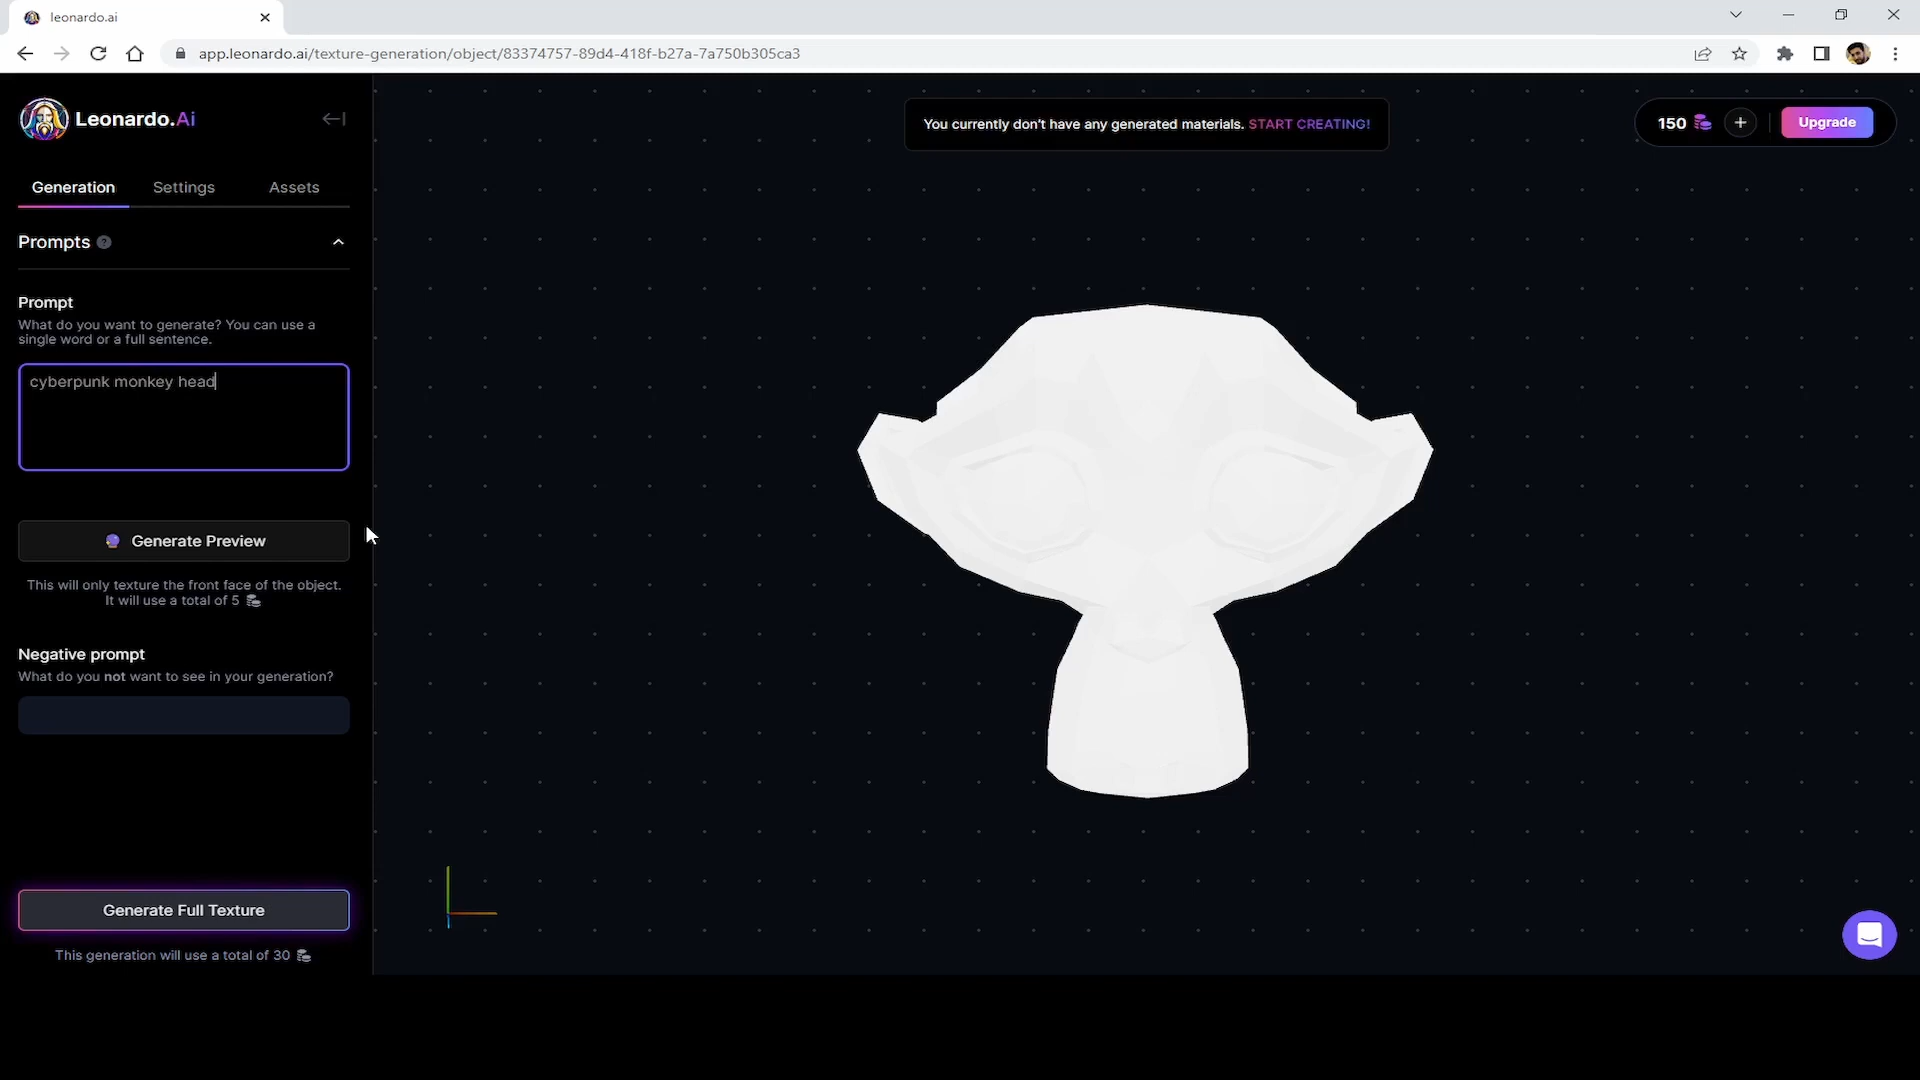 leonardo.ai
app.leonardo.ai/texture-generation/object/83374757-89d4-418f-b27a-7a750b305ca3
Leonardo.Ai
You currently don't have any generated materials. START CREATING!
150
+
Upgrade
Generation
Settings
Assets
Prompts ?
Prompt
What do you want to generate? You can use a
single word or a full sentence.
cyberpunk monkey head
Generate Preview
This will only texture the front face of the object.
It will use a total of 5
Negative prompt
What do you not want to see in your generation?
Generate Full Texture
This generation will use a total of 30